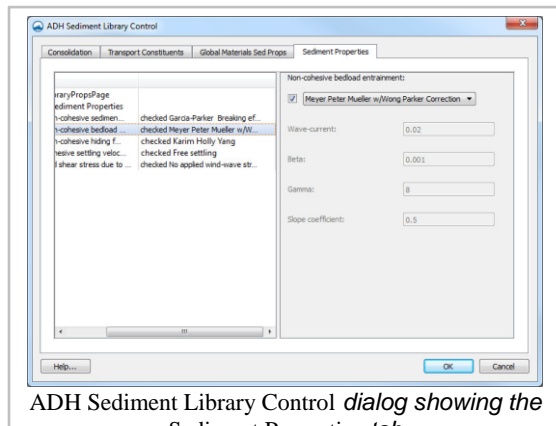 ADH Sediment Library Control
Consolidation Transport Constituents Global Materials Sed Props Sediment Properties
raryPropsPage
ediment Properties
n-cohesive sedimen... checked Garcia-Parker Breaking ef...
n-cohesive bedload ... checked Meyer Peter Mueller w/W...
n-cohesive hiding f... checked Karim Holly Yang
hesive settling veloc... checked Free settling
d shear stress due to ... checked No applied wind-wave str...
Non-cohesive bedload entrainment:
Meyer Peter Mueller w/Wong Parker Correction
Wave-current: 0.02
Beta: 0.001
Gamma: 8
Slope coefficient: 0.5
Help... OK Cancel
ADH Sediment Library Control dialog showing the